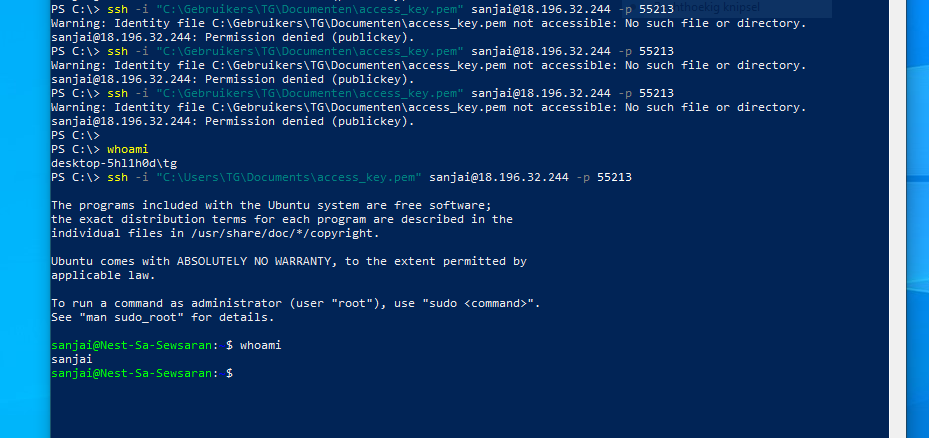 PS C:\> ssh -i "C:\Gebruikers\TG\Documenten\access_key.pem" sanjai@18.196.32.244 -p 55213
Warning: Identity file C:\Gebruikers\TG\Documenten\access_key.pem not accessible: No such file or directory.
sanjai@18.196.32.244: Permission denied (publickey).
PS C:\> ssh -i "C:\Gebruikers\TG\Documenten\access_key.pem" sanjai@18.196.32.244 -p 55213
Warning: Identity file C:\Gebruikers\TG\Documenten\access_key.pem not accessible: No such file or directory.
sanjai@18.196.32.244: Permission denied (publickey).
PS C:\> ssh -i "C:\Gebruikers\TG\Documenten\access_key.pem" sanjai@18.196.32.244 -p 55213
Warning: Identity file C:\Gebruikers\TG\Documenten\access_key.pem not accessible: No such file or directory.
sanjai@18.196.32.244: Permission denied (publickey).
PS C:\>
PS C:\> whoami
desktop-5hl1h0d\tg
PS C:\> ssh -i "C:\Users\TG\Documents\access_key.pem" sanjai@18.196.32.244 -p 55213
The programs included with the Ubuntu system are free software;
the exact distribution terms for each program are described in the
individual files in /usr/share/doc/*/copyright.
Ubuntu comes with ABSOLUTELY NO WARRANTY, to the extent permitted by
applicable law.
To run a command as administrator (user "root"), use "sudo <command>".
See "man sudo_root" for details.
sanjai@Nest-Sa-Sewsaran: $ whoami
sanjai
sanjai@Nest-Sa-Sewsaran: $